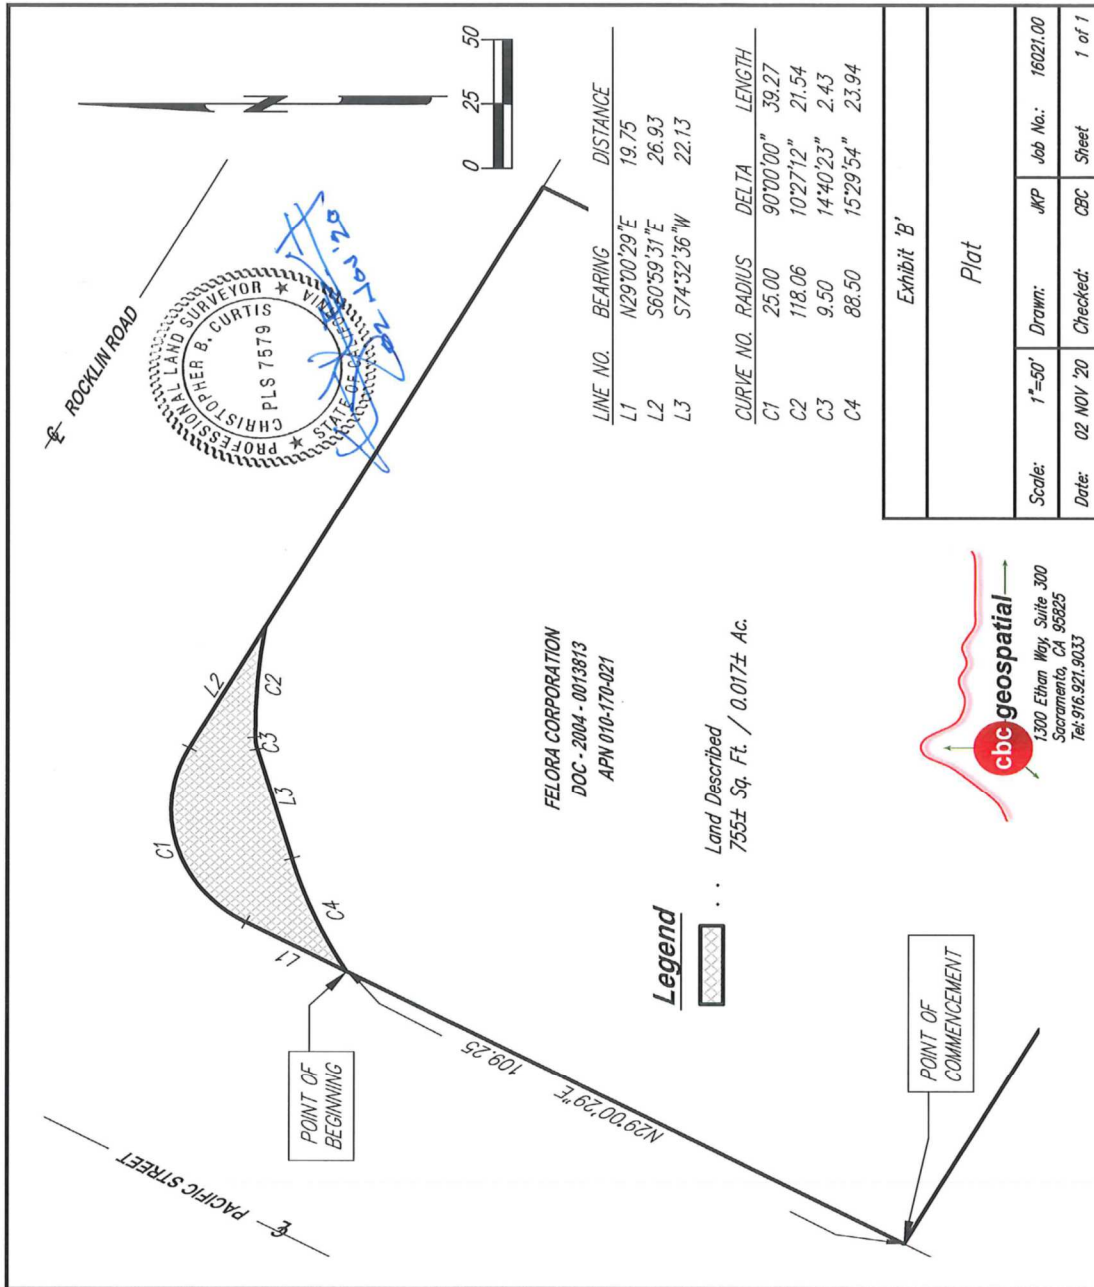 ℄ ROCKLIN ROAD
℄ PACIFIC STREET
0 25 50
N
PROFESSIONAL LAND SURVEYOR
CHRISTOPHER B. CURTIS
PLS 7579
STATE OF CALIFORNIA
02 NOV '20
C1
L2
C2
C3
L3
C4
L1
POINT OF
BEGINNING
109.25
N29°00'29"E
POINT OF
COMMENCEMENT
FELORA CORPORATION
DOC - 2004 - 0013813
APN 010-170-021
Legend
. . Land Described
755± Sq. Ft. / 0.017± Ac.
LINE NO. BEARING DISTANCE
L1 N29°00'29"E 19.75
L2 S60°59'31"E 26.93
L3 S74°32'36"W 22.13
CURVE NO. RADIUS DELTA LENGTH
C1 25.00 90°00'00" 39.27
C2 118.06 10°27'12" 21.54
C3 9.50 14°40'23" 2.43
C4 88.50 15°29'54" 23.94
cbc geospatial
1300 Ethan Way, Suite 300
Sacramento, CA 95825
Tel: 916.921.9033
Exhibit 'B'
Plat
Scale: 1"=50' Drawn: JKP Job No.: 16021.00
Date: 02 NOV '20 Checked: CBC Sheet 1 of 1